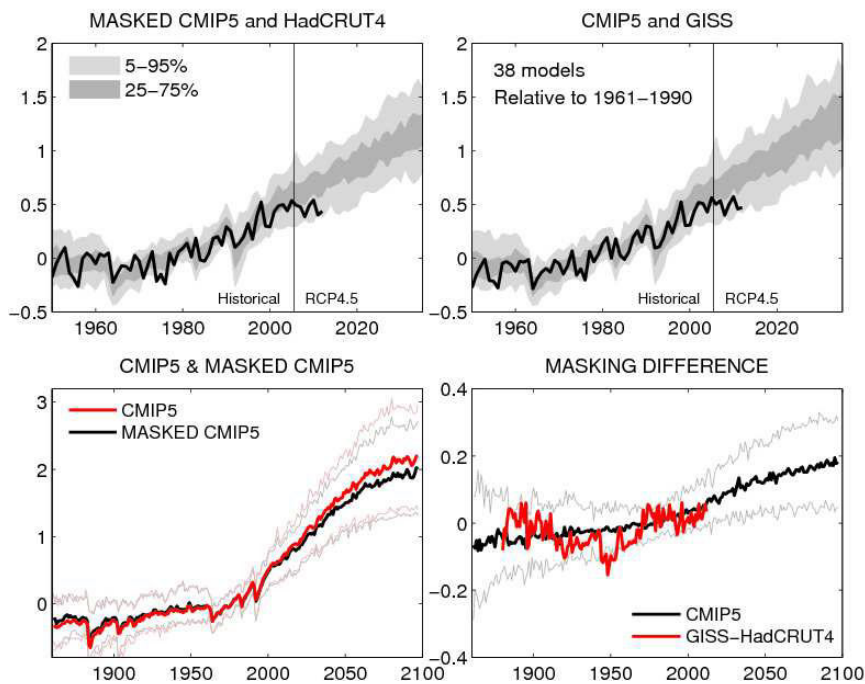 MASKED CMIP5 and HadCRUT4
2
1.5
1
0.5
0
−0.5
5−95%
25−75%
Historical
RCP4.5
1960
1980
2000
2020
CMIP5 and GISS
2
1.5
1
0.5
0
−0.5
38 models
Relative to 1961−1990
Historical
RCP4.5
1960
1980
2000
2020
CMIP5 & MASKED CMIP5
3
2
1
0
CMIP5
MASKED CMIP5
1900
1950
2000
2050
2100
MASKING DIFFERENCE
0.4
0.2
0
−0.2
−0.4
CMIP5
GISS−HadCRUT4
1900
1950
2000
2050
2100